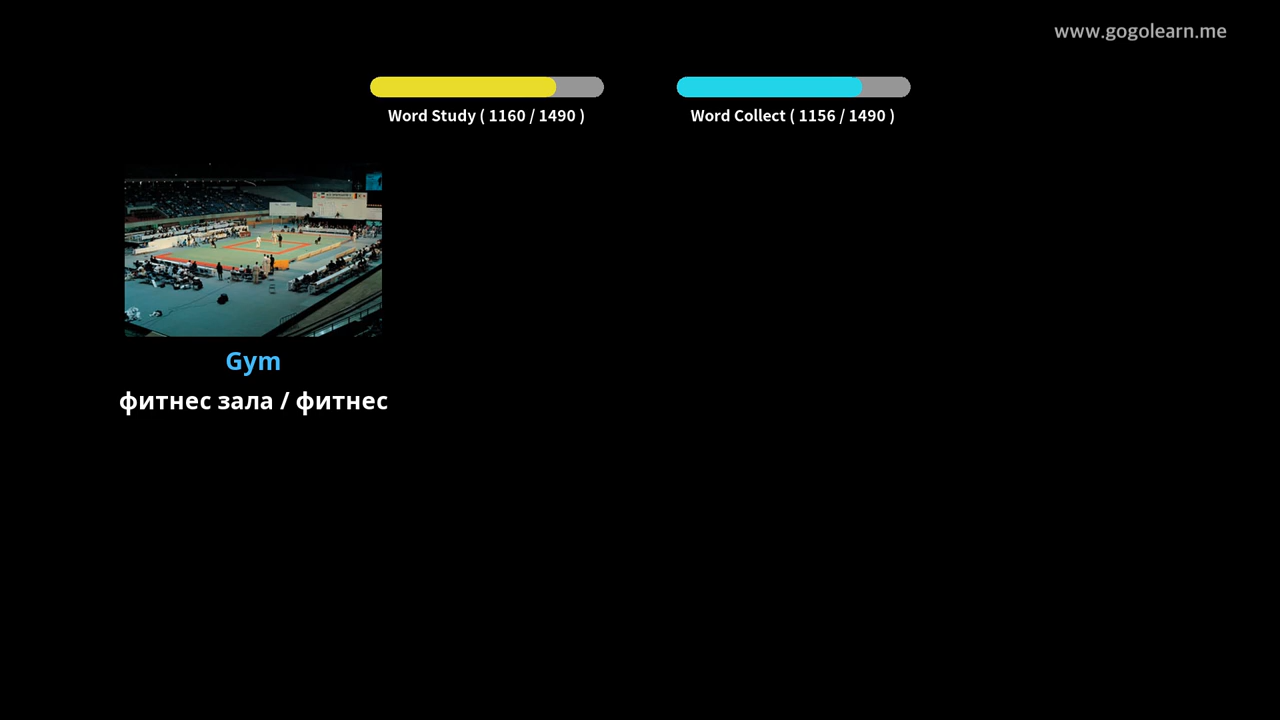 www.gogolearn.me
Word Study ( 1160 / 1490 )
Word Collect ( 1156 / 1490 )
Gym
фитнес зала / фитнес